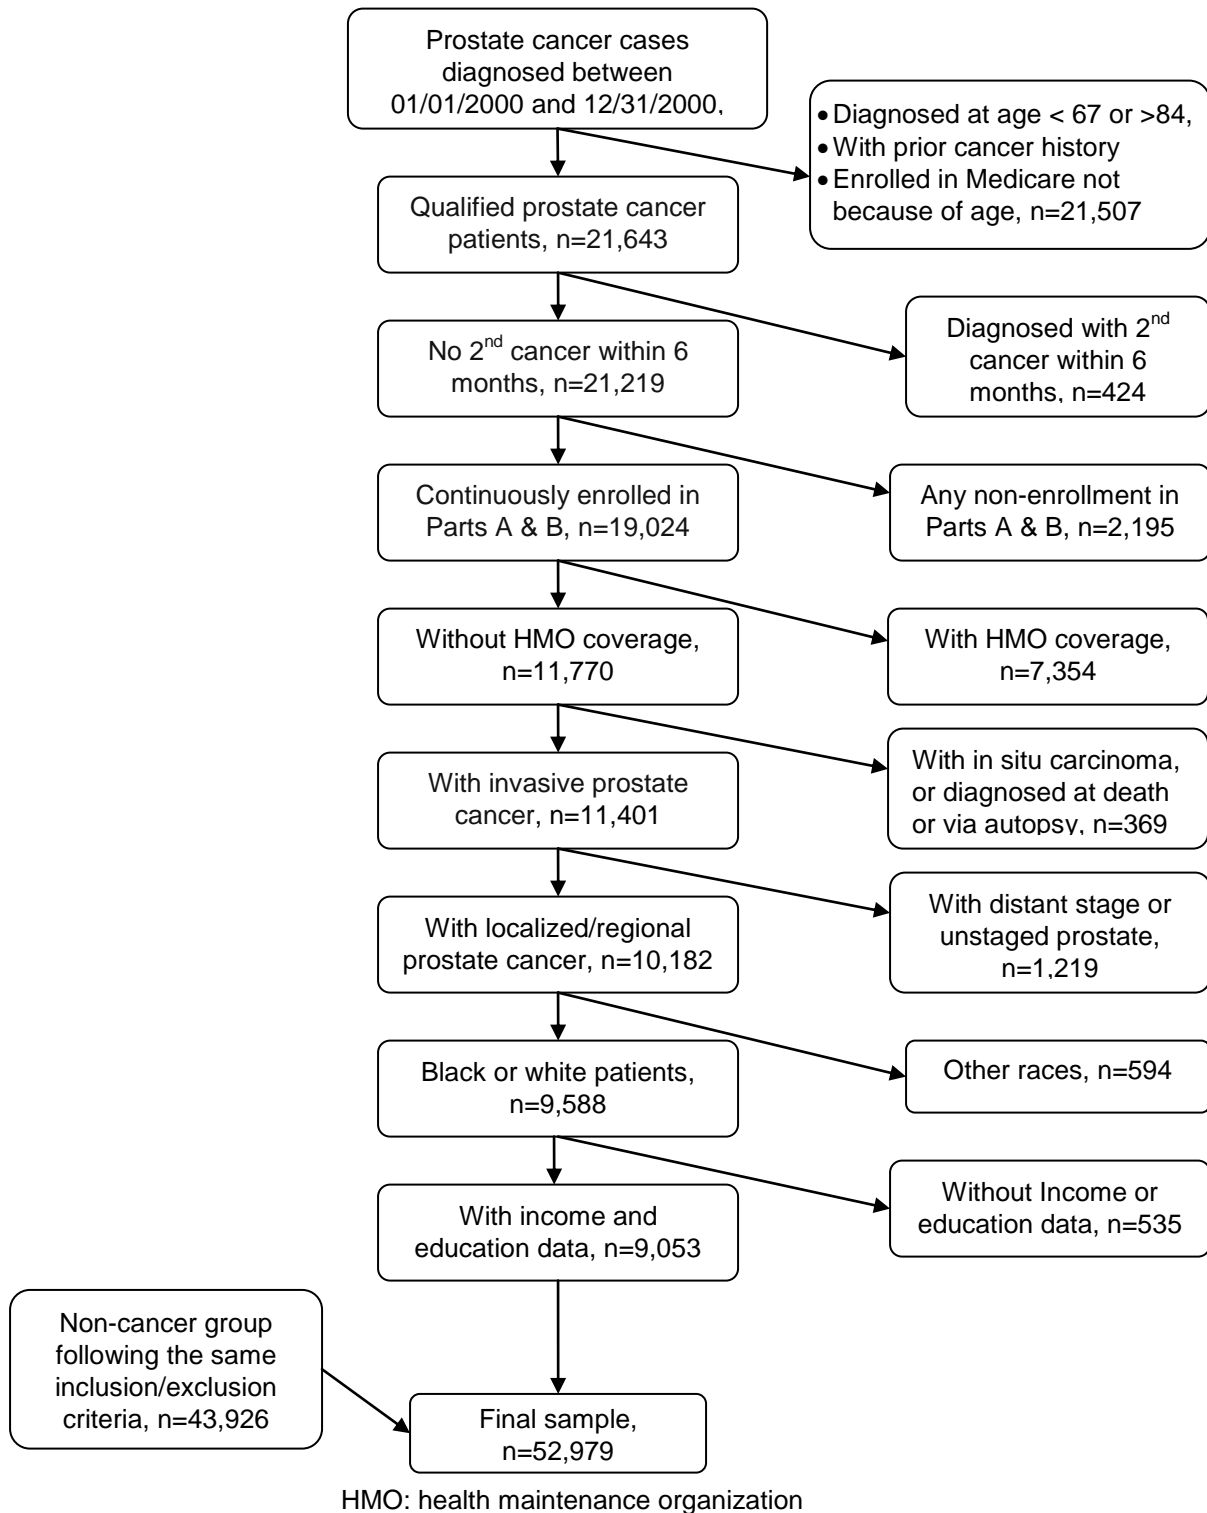 Prostate cancer cases
diagnosed between
01/01/2000 and 12/31/2000,
• Diagnosed at age < 67 or >84,
• With prior cancer history
• Enrolled in Medicare not
because of age, n=21,507
Qualified prostate cancer
patients, n=21,643
No 2nd cancer within 6
months, n=21,219
Diagnosed with 2nd
cancer within 6
months, n=424
Continuously enrolled in
Parts A & B, n=19,024
Any non-enrollment in
Parts A & B, n=2,195
Without HMO coverage,
n=11,770
With HMO coverage,
n=7,354
With invasive prostate
cancer, n=11,401
With in situ carcinoma,
or diagnosed at death
or via autopsy, n=369
With localized/regional
prostate cancer, n=10,182
With distant stage or
unstaged prostate,
n=1,219
Black or white patients,
n=9,588
Other races, n=594
With income and
education data, n=9,053
Without Income or
education data, n=535
Non-cancer group
following the same
inclusion/exclusion
criteria, n=43,926
Final sample,
n=52,979
HMO: health maintenance organization